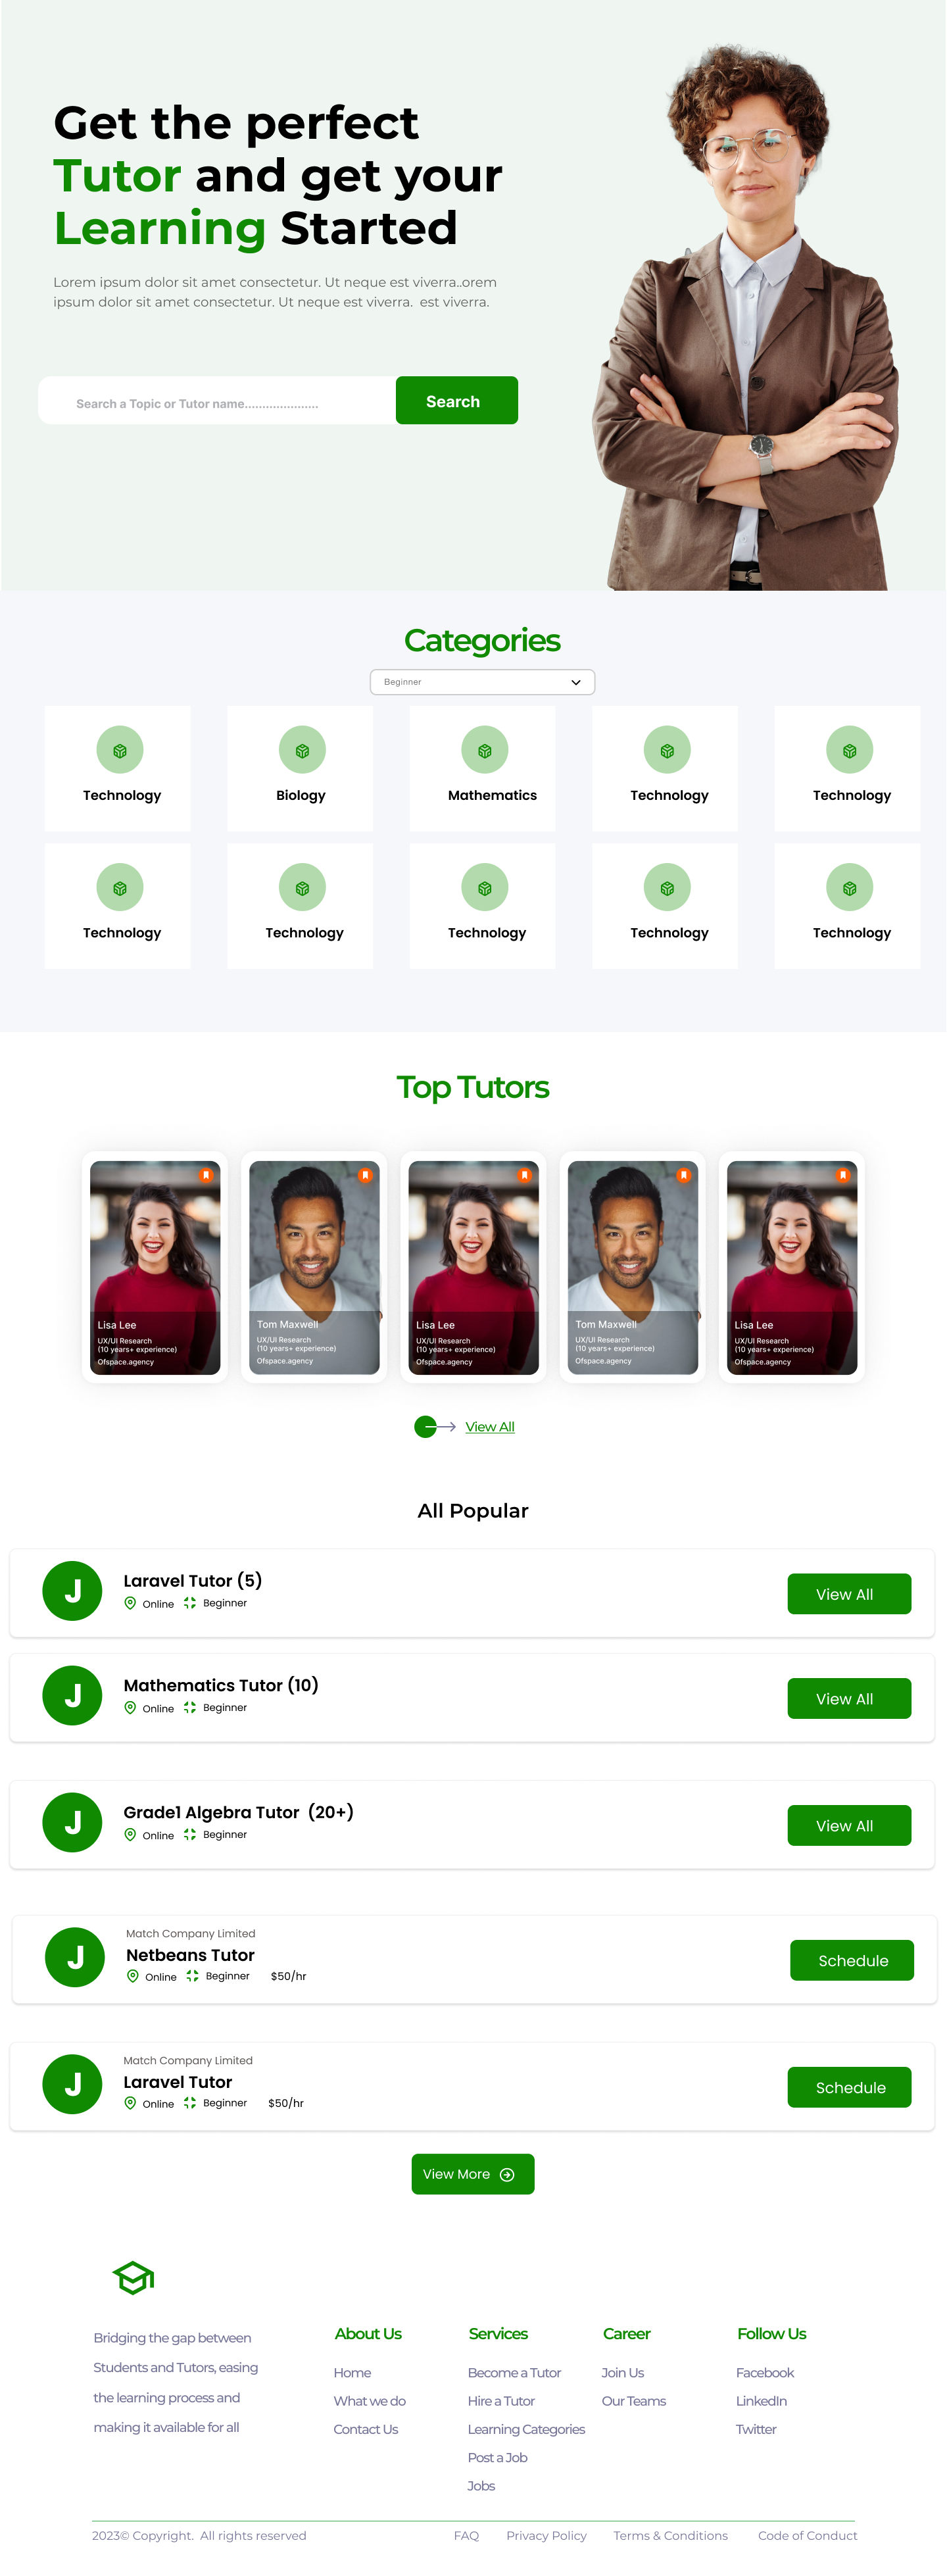 Get the perfect
Tutor and get your
Learning Started
Lorem ipsum dolor sit amet consectetur. Ut neque est viverra..orem
ipsum dolor sit amet consectetur. Ut neque est viverra.  est viverra.
Search a Topic or Tutor name.....................
Search
Categories
Beginner
Technology
Biology
Mathematics
Technology
Technology
Technology
Technology
Technology
Technology
Technology
Top Tutors
Lisa Lee
UX/UI Research
(10 years+ experience)
Ofspace.agency
Tom Maxwell
UX/UI Research
(10 years+ experience)
Ofspace.agency
Lisa Lee
UX/UI Research
(10 years+ experience)
Ofspace.agency
Tom Maxwell
UX/UI Research
(10 years+ experience)
Ofspace.agency
Lisa Lee
UX/UI Research
(10 years+ experience)
Ofspace.agency
View All
All Popular
J
Laravel Tutor (5)
Online Beginner
View All
J
Mathematics Tutor (10)
Online Beginner
View All
J
Grade1 Algebra Tutor  (20+)
Online Beginner
View All
J
Match Company Limited
Netbeans Tutor
Online Beginner $50/hr
Schedule
J
Match Company Limited
Laravel Tutor
Online Beginner $50/hr
Schedule
View More
Bridging the gap between
Students and Tutors, easing
the learning process and
making it available for all
About Us
Home
What we do
Contact Us
Services
Become a Tutor
Hire a Tutor
Learning Categories
Post a Job
Jobs
Career
Join Us
Our Teams
Follow Us
Facebook
LinkedIn
Twitter
2023© Copyright.  All rights reserved
FAQ
Privacy Policy
Terms & Conditions
Code of Conduct